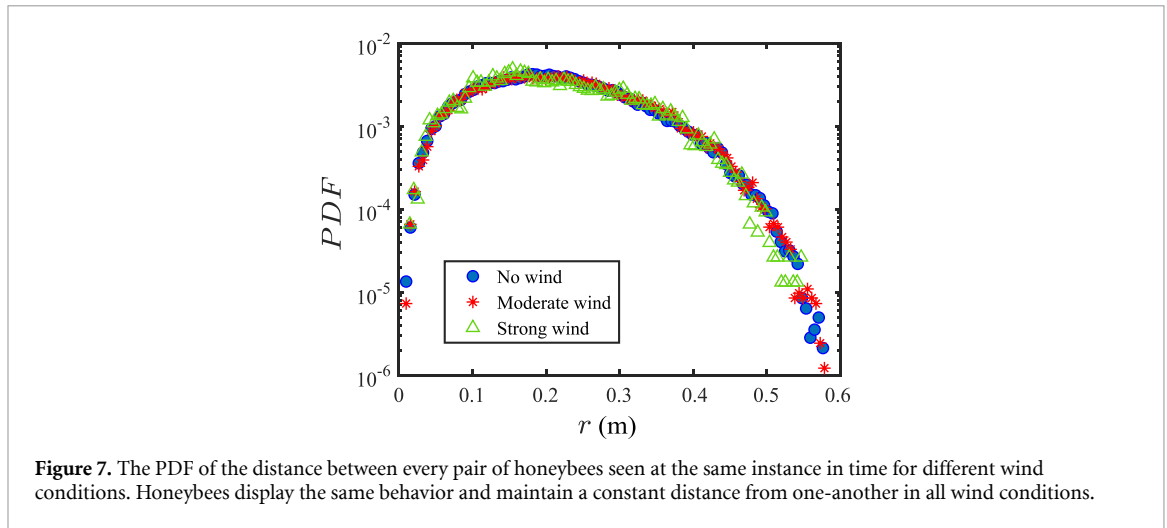 10^-2
10^-3
10^-4
10^-5
10^-6
PDF
No wind
Moderate wind
Strong wind
0 0.1 0.2 0.3 0.4 0.5 0.6
r (m)
Figure 7. The PDF of the distance between every pair of honeybees seen at the same instance in time for different wind
conditions. Honeybees display the same behavior and maintain a constant distance from one-another in all wind conditions.